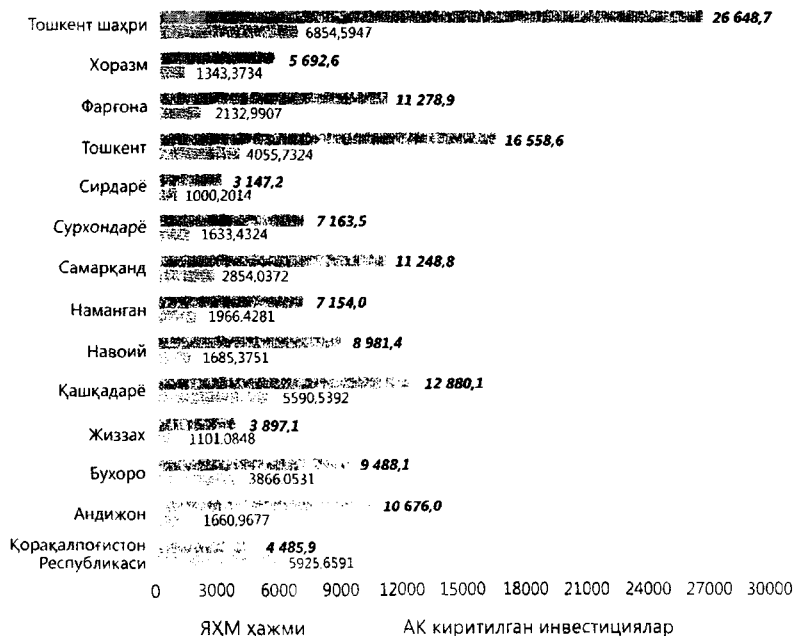 Тошкент шаҳри 26 648,7
6854,5947
Хоразм 5 692,6
1343,3734
Фарғона 11 278,9
2132,9907
Тошкент 16 558,6
4055,7324
Сирдарё 3 147,2
1000,2014
Сурхондарё 7 163,5
1633,4324
Самарқанд 11 248,8
2854,0372
Наманган 7 154,0
1966,4281
Навоий 8 981,4
1685,3751
Қашқадарё 12 880,1
5590,5392
Жиззах 3 897,1
1101,0848
Бухоро 9 488,1
3866,0531
Андижон 10 676,0
1660,9677
Қорақалпоғистон 4 485,9
Республикаси 5925,6591
0 3000 6000 9000 12000 15000 18000 21000 24000 27000 30000
ЯҲМ ҳажми АК киритилган инвестициялар